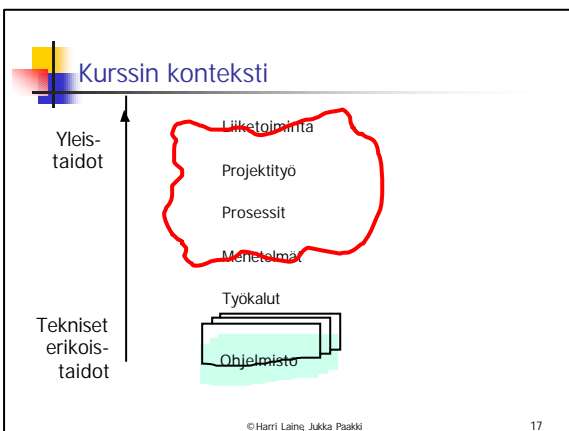 Kurssin konteksti
Yleis-
taidot
Liiketoiminta
Projektityö
Prosessit
Menetelmät
Työkalut
Tekniset
erikois-
taidot
Ohjelmisto
©Harri Laine, Jukka Paakki
17